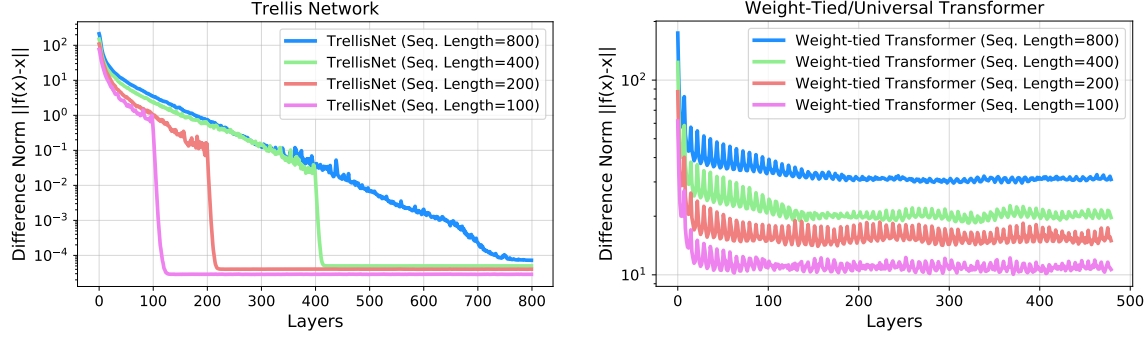 Trellis Network
Difference Norm ||f(x)-x||
10²
10¹
10⁰
10⁻¹
10⁻²
10⁻³
10⁻⁴
TrellisNet (Seq. Length=800)
TrellisNet (Seq. Length=400)
TrellisNet (Seq. Length=200)
TrellisNet (Seq. Length=100)
0 100 200 300 400 500 600 700 800
Layers
Weight-Tied/Universal Transformer
Difference Norm ||f(x)-x||
10²
10¹
Weight-tied Transformer (Seq. Length=800)
Weight-tied Transformer (Seq. Length=400)
Weight-tied Transformer (Seq. Length=200)
Weight-tied Transformer (Seq. Length=100)
0 100 200 300 400 500
Layers